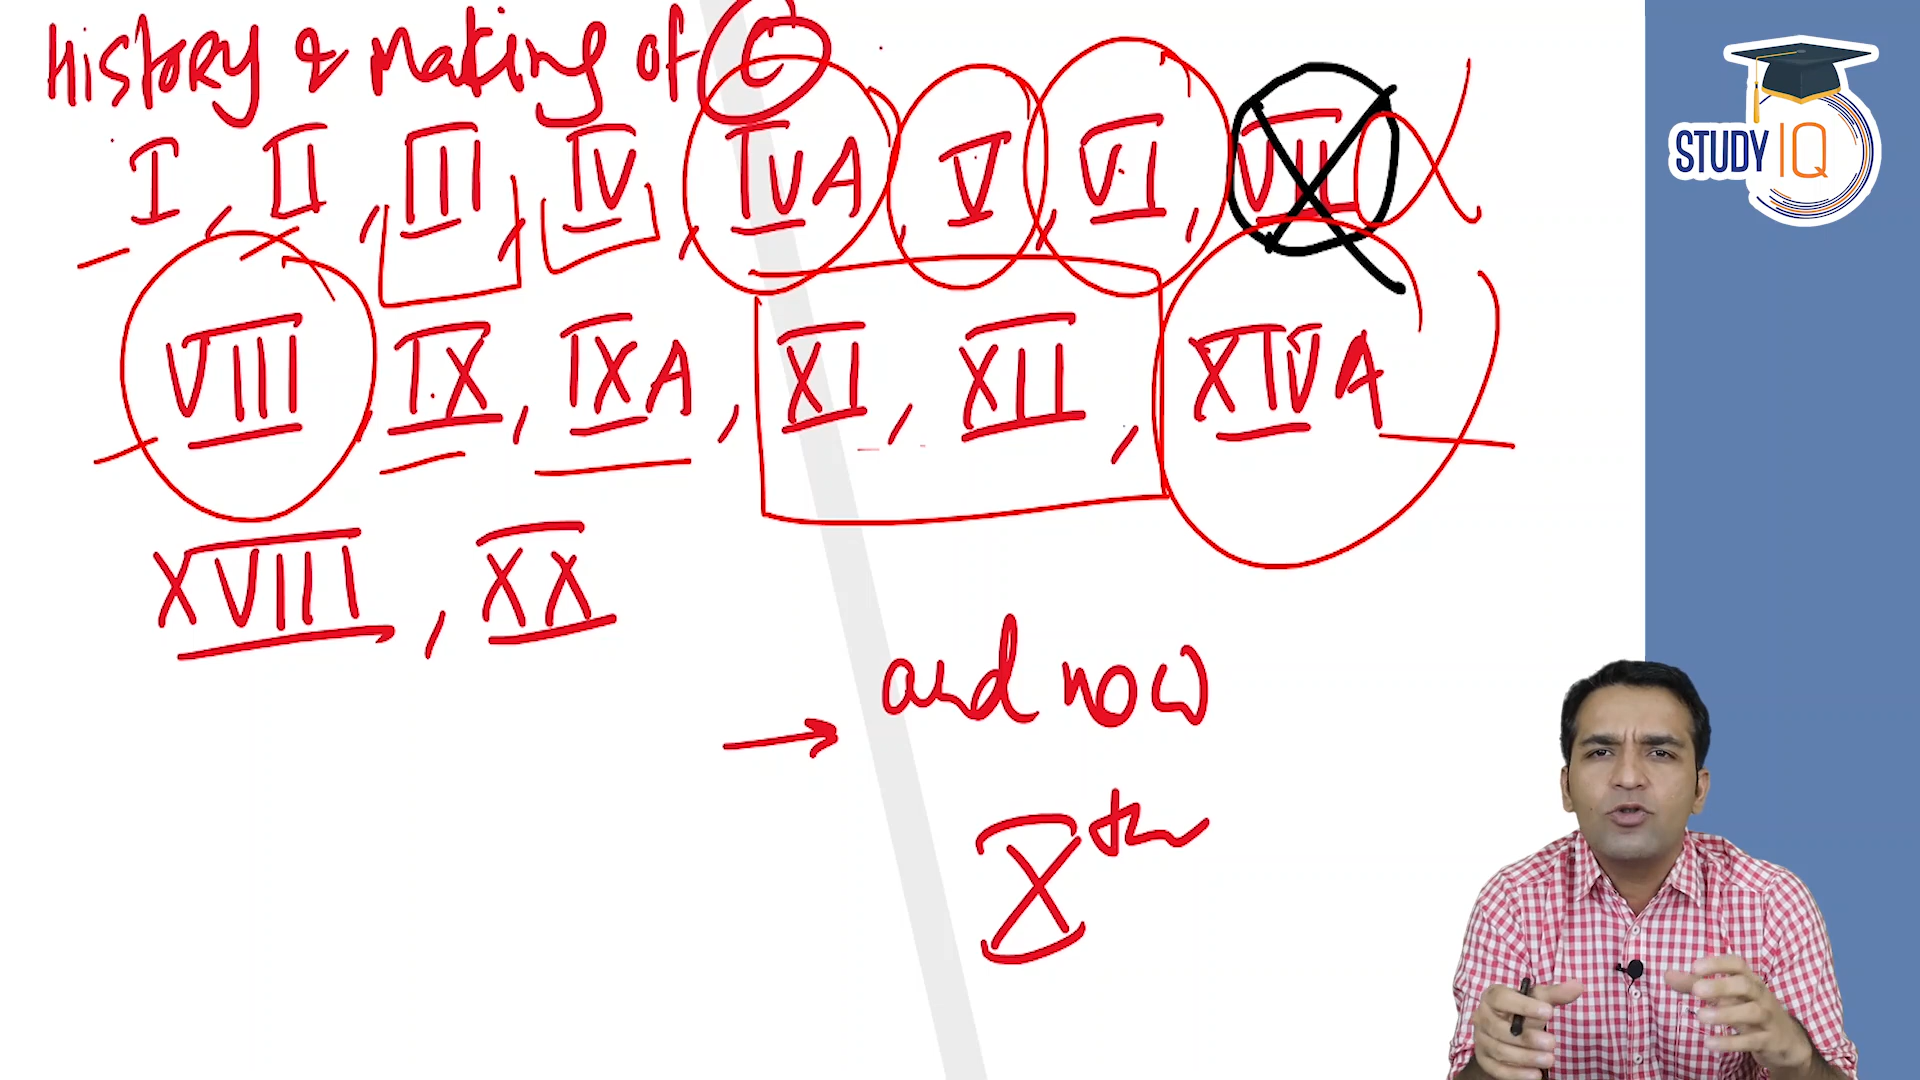 History & Making of C
I, II, III, IV, IVA, V, VI, VII
VIII, IX, IXA, XI, XII, XIVA
XVIII, XX
→ and now
Xth
STUDY IQ